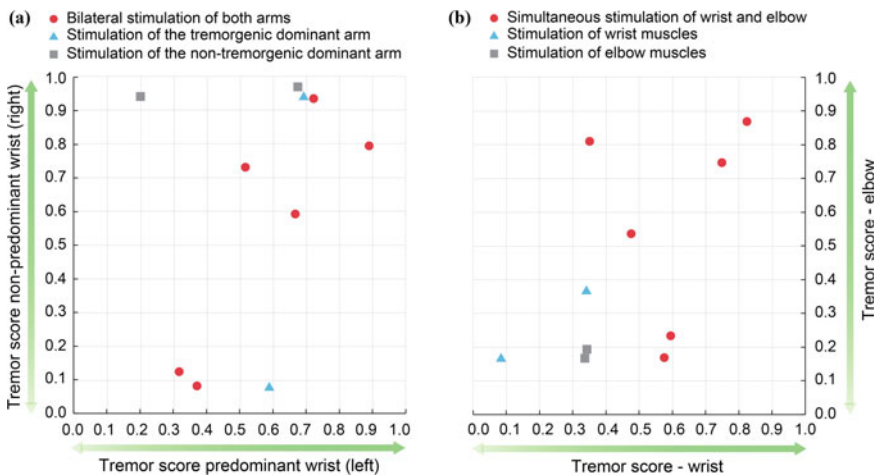 (a)
Bilateral stimulation of both arms
Stimulation of the tremorgenic dominant arm
Stimulation of the non-tremorgenic dominant arm
Tremor score non-predominant wrist (right)
1.0
0.9
0.8
0.7
0.6
0.5
0.4
0.3
0.2
0.1
0.0
0.0 0.1 0.2 0.3 0.4 0.5 0.6 0.7 0.8 0.9 1.0
Tremor score predominant wrist (left)
(b)
Simultaneous stimulation of wrist and elbow
Stimulation of wrist muscles
Stimulation of elbow muscles
1.0
0.9
0.8
0.7
0.6
0.5
0.4
0.3
0.2
0.1
0.0
Tremor score - elbow
0.0 0.1 0.2 0.3 0.4 0.5 0.6 0.7 0.8 0.9 1.0
Tremor score - wrist